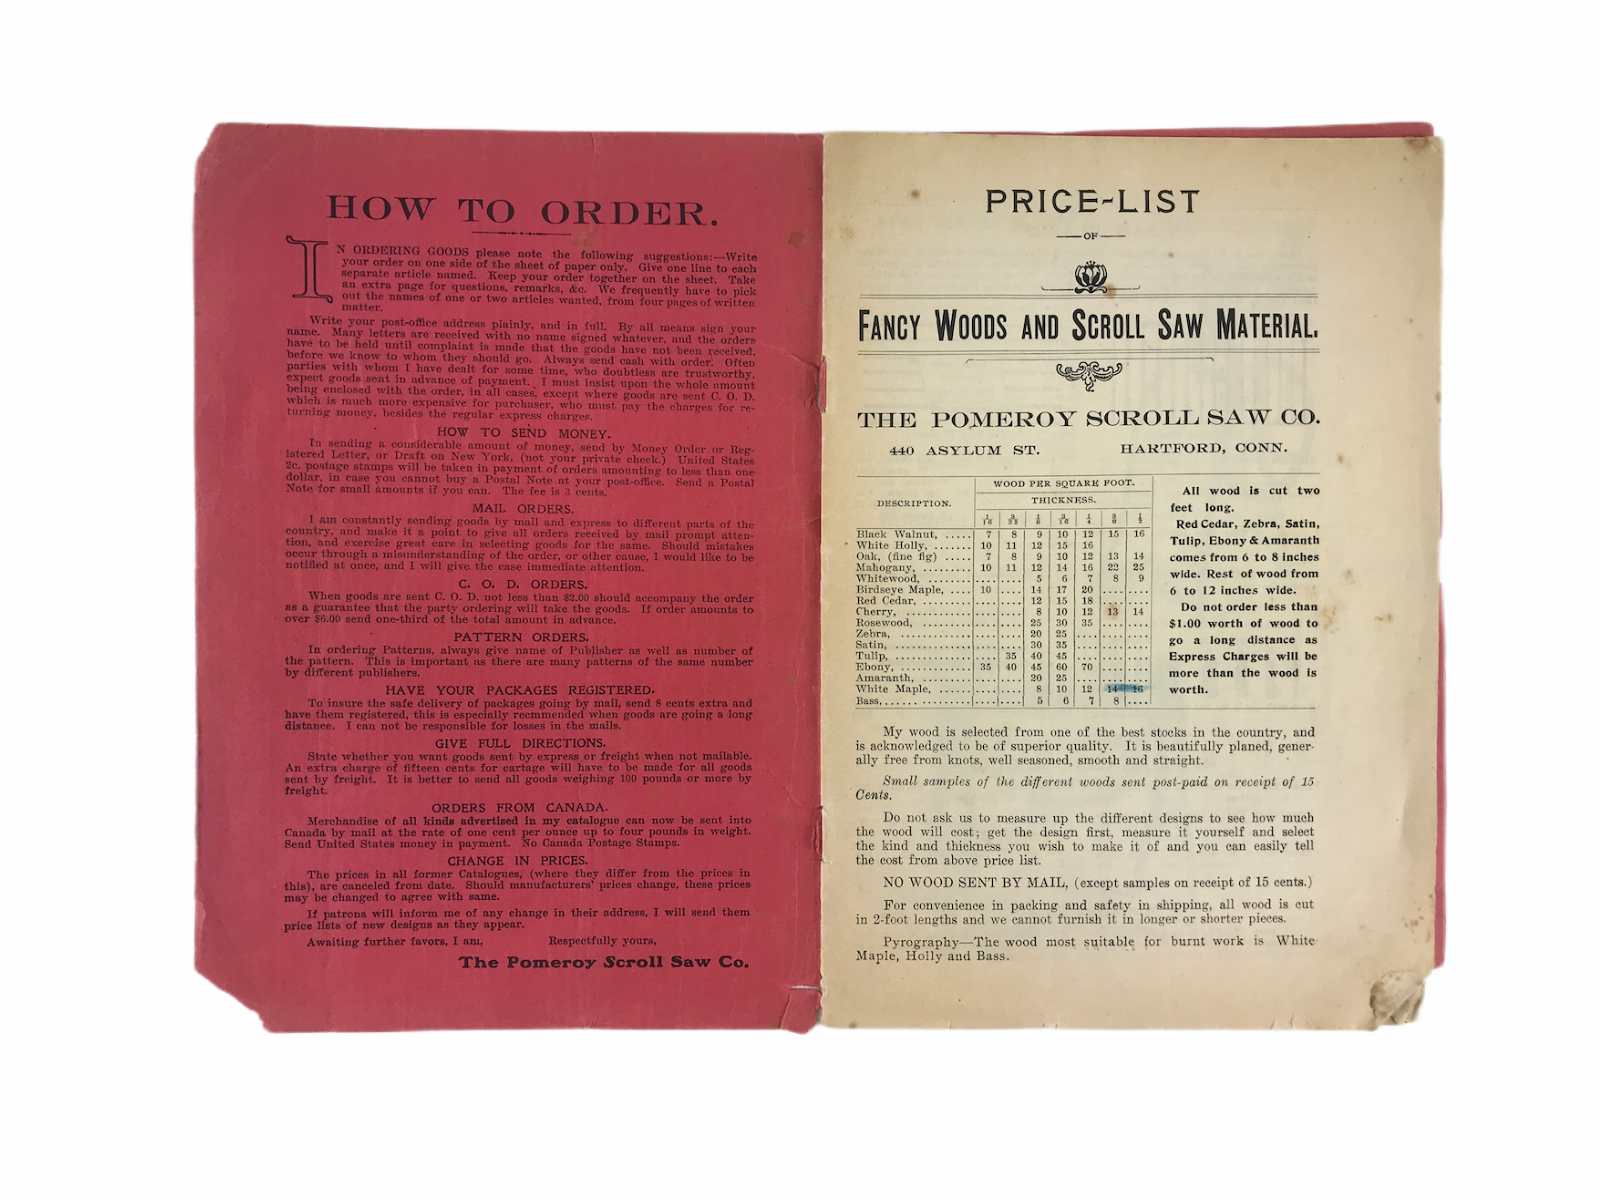 HOW TO ORDER.
IN ORDERING GOODS please note the following suggestions:—Write
your order on one side of the sheet of paper only. Give one line to each
separate article named. Keep your order together on the sheet. Take
an extra page for questions, remarks, &c. We frequently have to pick
out the names of one or two articles wanted, from four pages of written
matter.
Write your post-office address plainly, and in full. By all means sign your
name. Many letters are received with no name signed whatever, and the orders
have to be held until complaint is made that the goods have not been received,
before we know to whom they should go. Always send cash with order. Often
parties with whom I have dealt for some time, who doubtless are trustworthy,
expect goods sent in advance of payment. I must insist upon the whole amount
being enclosed with the order, in all cases, except where goods are sent C. O. D.
which is much more expensive for purchaser, who must pay the charges for re-
turning money, besides the regular express charges.
HOW TO SEND MONEY.
In sending a considerable amount of money, send by Money Order or Reg-
istered Letter, or Draft on New York, (not your private check.) United States
2c. postage stamps will be taken in payment of orders amounting to less than one
dollar, in case you cannot buy a Postal Note at your post-office. Send a Postal
Note for small amounts if you can. The fee is 3 cents.
MAIL ORDERS.
I am constantly sending goods by mail and express to different parts of the
country, and make it a point to give all orders received by mail prompt atten-
tion, and exercise great care in selecting goods for the same. Should mistakes
occur through a misunderstanding of the order, or other cause, I would like to be
notified at once, and I will give the case immediate attention.
C. O. D. ORDERS.
When goods are sent C. O. D. not less than $2.00 should accompany the order
as a guarantee that the party ordering will take the goods. If order amounts to
over $6.00 send one-third of the total amount in advance.
PATTERN ORDERS.
In ordering Patterns, always give name of Publisher as well as number of
the pattern. This is important as there are many patterns of the same number
by different publishers.
HAVE YOUR PACKAGES REGISTERED.
To insure the safe delivery of packages going by mail, send 8 cents extra and
have them registered, this is especially recmmended when goods are going a long
distance. I can not be responsible for losses in the mails.
GIVE FULL DIRECTIONS.
State whether you want goods sent by express or freight when not mailable.
An extra charge of fifteen cents for cartage will have to be made for all goods
sent by freight. It is better to send all goods weighing 100 pounds or more by
freight.
ORDERS FROM CANADA.
Merchandise of all kinds advertised in my catalogue can now be sent into
Canada by mail at the rate of one cent per ounce up to four pounds in weight.
Send United States money in payment. No Canada Postage Stamps.
CHANGE IN PRICES.
The prices in all former Catalogues, (where they differ from the prices in
this), are canceled from date. Should manufacturers' prices change, these prices
may be changed to agree with same.
If patrons will inform me of any change in their address, I will send them
price lists of new designs as they appear.
Awaiting further favors, I am, Respectfully yours,
The Pomeroy Scroll Saw Co.
PRICE-LIST
—OF—
FANCY WOODS AND SCROLL SAW MATERIAL.
THE POMEROY SCROLL SAW CO.
440 ASYLUM ST. HARTFORD, CONN.
WOOD PER SQUARE FOOT.
DESCRIPTION. THICKNESS.
1/16 3/32 1/8 3/16 1/4 3/8 1/2
Black Walnut, ..... 7 8 9 10 12 15 16
White Holly, ....... 10 11 12 15 16
Oak, (fine fig) ..... 7 8 9 10 12 13 14
Mahogany, ......... 10 11 12 14 16 22 25
Whitewood, ........ .... .... 5 6 7 8 9
Birdseye Maple, .... 10 .... 14 17 20 .... ....
Red Cedar, ......... .... .... 12 15 18 .... ....
Cherry, ............ .... .... 8 10 12 13 14
Rosewood, .......... .... .... 25 30 35 .... ....
Zebra, ............. .... .... 20 25 .... .... ....
Satin, ............. .... .... 30 35 .... .... ....
Tulip, ............. .... 35 40 45 .... .... ....
Ebony, ............. 35 40 45 60 70 .... ....
Amaranth, .......... .... .... 20 25 .... .... ....
White Maple, ....... .... .... 8 10 12 14 16
Bass, .............. .... .... 5 6 7 8 ....
All wood is cut two
feet long.
Red Cedar, Zebra, Satin,
Tulip, Ebony & Amaranth
comes from 6 to 8 inches
wide. Rest of wood from
6 to 12 inches wide.
Do not order less than
$1.00 worth of wood to
go a long distance as
Express Charges will be
more than the wood is
worth.
My wood is selected from one of the best stocks in the country, and
is acknowledged to be of superior quality. It is beautifully planed, gener-
ally free from knots, well seasoned, smooth and straight.
Small samples of the different woods sent post-paid on receipt of 15
Cents.
Do not ask us to measure up the different designs to see how much
the wood will cost; get the design first, measure it yourself and select
the kind and thickness you wish to make it of and you can easily tell
the cost from above price list.
NO WOOD SENT BY MAIL, (except samples on receipt of 15 cents.)
For convenience in packing and safety in shipping, all wood is cut
in 2-foot lengths and we cannot furnish it in longer or shorter pieces.
Pyrography—The wood most suitable for burnt work is White
Maple, Holly and Bass.